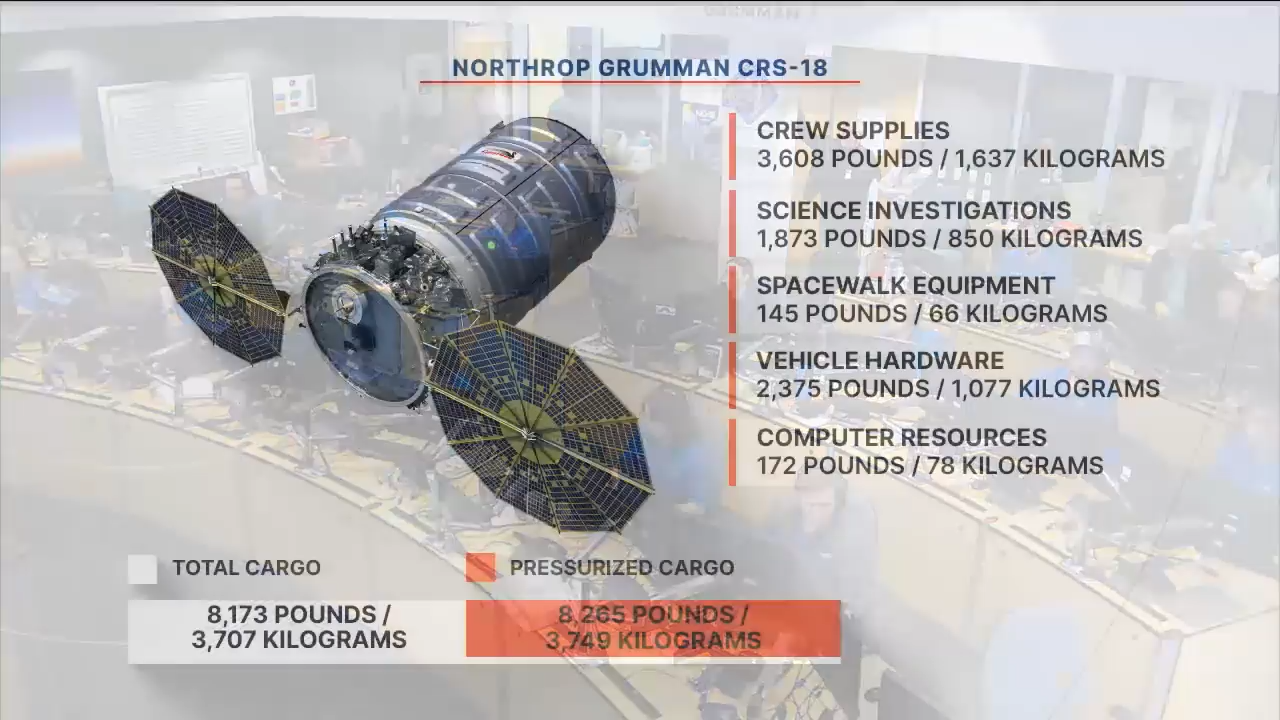 NORTHROP GRUMMAN CRS-18
CREW SUPPLIES
3,608 POUNDS / 1,637 KILOGRAMS
SCIENCE INVESTIGATIONS
1,873 POUNDS / 850 KILOGRAMS
SPACEWALK EQUIPMENT
145 POUNDS / 66 KILOGRAMS
VEHICLE HARDWARE
2,375 POUNDS / 1,077 KILOGRAMS
COMPUTER RESOURCES
172 POUNDS / 78 KILOGRAMS
TOTAL CARGO
8,173 POUNDS /
3,707 KILOGRAMS
PRESSURIZED CARGO
8,265 POUNDS /
3,749 KILOGRAMS